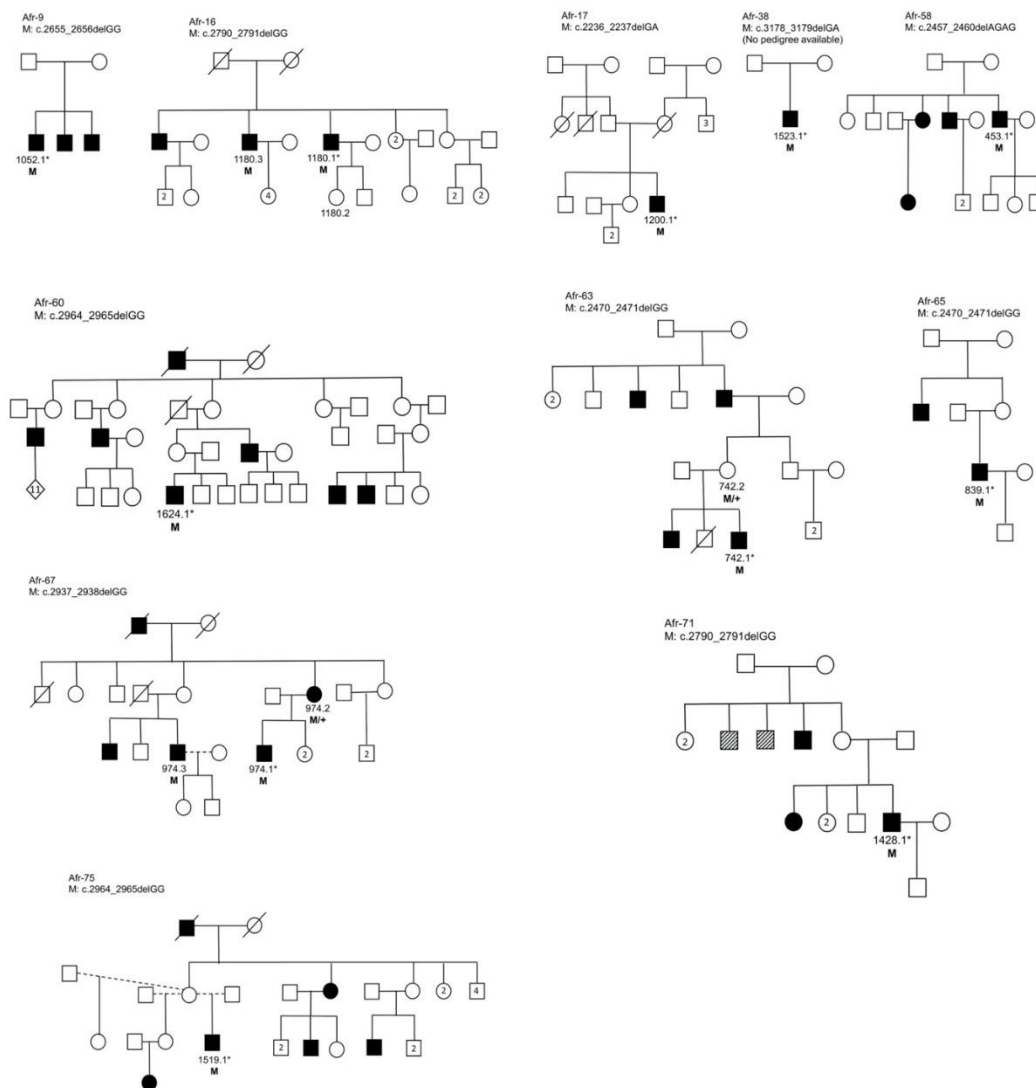 Afr-9
M: c.2655_2656delGG
1052.1*
M
Afr-16
M: c.2790_2791delGG
2
1180.3
M
1180.1*
M
2
4
2
2
1180.2
Afr-17
M: c.2236_2237delGA
3
1200.1*
M
2
Afr-38
M: c.3178_3179delGA
(No pedigree available)
1523.1*
M
Afr-58
M: c.2457_2460delAGAG
453.1*
M
2
Afr-60
M: c.2964_2965delGG
11
1624.1*
M
Afr-63
M: c.2470_2471delGG
2
742.2
M/+
2
742.1*
M
Afr-65
M: c.2470_2471delGG
839.1*
M
Afr-67
M: c.2937_2938delGG
974.2
M/+
974.3
M
974.1*
M
2
2
Afr-71
M: c.2790_2791delGG
2
2
1428.1*
M
Afr-75
M: c.2964_2965delGG
2
4
1519.1*
M
2
2